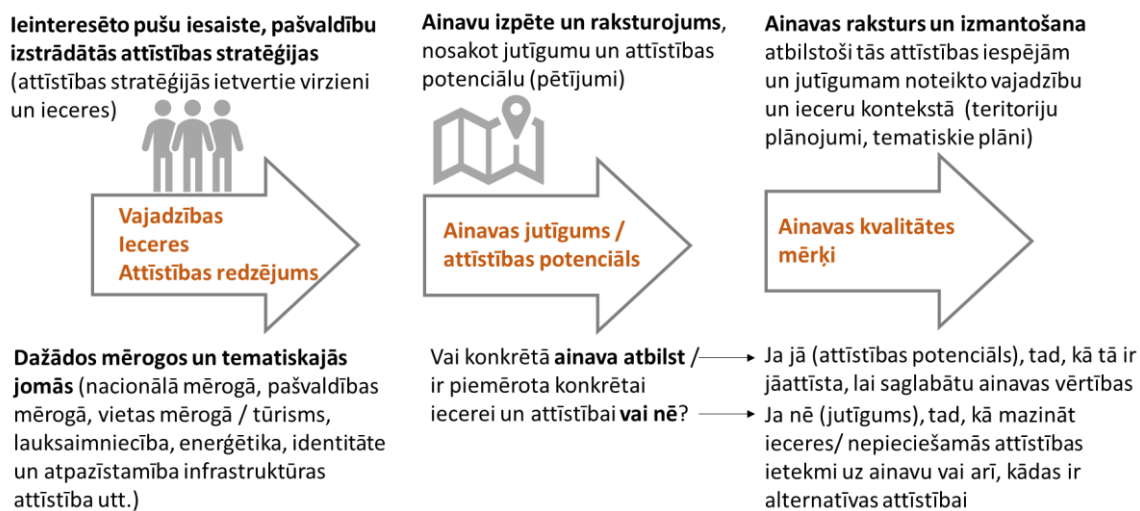 Ieinteresēto pušu iesaiste, pašvaldību
izstrādātās attīstības stratēģijas
(attīstības stratēģijās ietvertie virzieni
un ieceres)
Vajadzības
Ieceres
Attīstības redzējums
Dažādos mērogos un tematiskajās
jomās (nacionālā mērogā, pašvaldības
mērogā, vietas mērogā / tūrisms,
lauksaimniecība, enerģētika, identitāte
un atpazīstamība infrastruktūras
attīstība utt.)
Ainavu izpēte un raksturojums,
nosakot jutīgumu un attīstības
potenciālu (pētījumi)
Ainavas jutīgums /
attīstības potenciāls
Vai konkrētā ainava atbilst /
ir piemērota konkrētai
iecerei un attīstībai vai nē?
Ainavas raksturs un izmantošana
atbilstoši tās attīstības iespējām
un jutīgumam noteikto vajadzību
un ieceru kontekstā (teritoriju
plānojumi, tematiskie plāni)
Ainavas kvalitātes
mērķi
Ja jā (attīstības potenciāls), tad, kā tā ir
jāattīsta, lai saglabātu ainavas vērtības
Ja nē (jutīgums), tad, kā mazināt
ieceres/ nepieciešamās attīstības
ietekmi uz ainavu vai arī, kādas ir
alternatīvas attīstībai